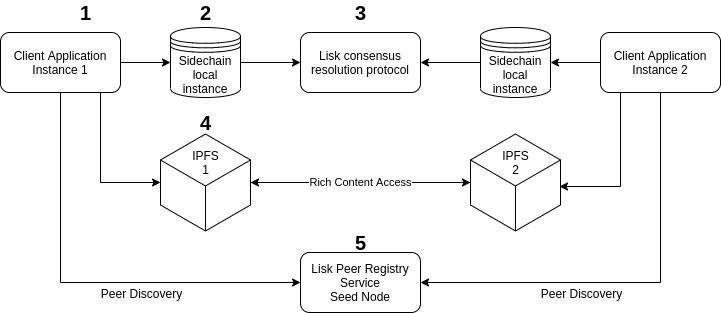 1
2
3
Client Application
Instance 1
Sidechain
local
instance
Lisk consensus
resolution protocol
Sidechain
local
instance
Client Application
Instance 2
4
IPFS
1
Rich Content Access
IPFS
2
5
Lisk Peer Registry
Service
Seed Node
Peer Discovery
Peer Discovery